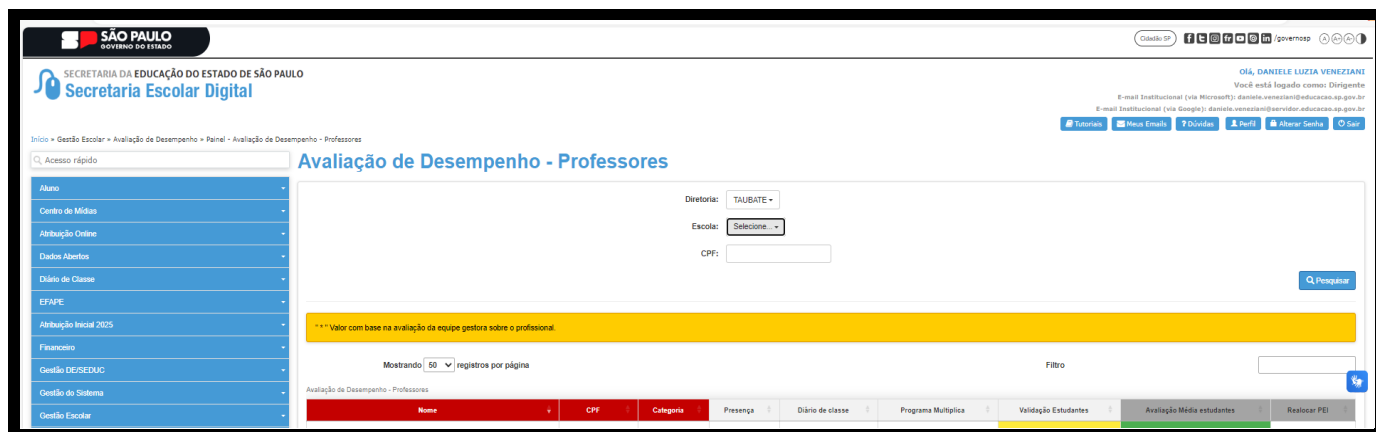 SÃO PAULO
GOVERNO DO ESTADO
Cidadão SP
/governosp
SECRETARIA DA EDUCAÇÃO DO ESTADO DE SÃO PAULO
Secretaria Escolar Digital
Olá, DANIELE LUZIA VENEZIANI
Você está logado como: Dirigente
E-mail Institucional (via Microsoft): daniele.veneziani@educacao.sp.gov.br
E-mail Institucional (via Google): daniele.veneziani@servidor.educacao.sp.gov.br
Tutoriais Meus Emails ? Dúvidas Perfil Alterar Senha Sair
Início » Gestão Escolar » Avaliação de Desempenho » Painel - Avaliação de Desempenho - Professores
Acesso rápido
Avaliação de Desempenho - Professores
Aluno
Centro de Mídias
Atribuição Online
Dados Abertos
Diário de Classe
EFAPE
Atribuição Inicial 2025
Financeiro
Gestão DE/SEDUC
Gestão do Sistema
Gestão Escolar
Diretoria: TAUBATE
Escola: Selecione...
CPF:
Pesquisar
" * " Valor com base na avaliação da equipe gestora sobre o profissional.
Mostrando 50 registros por página
Filtro
Avaliação de Desempenho - Professores
Nome CPF Categoria Presença Diário de classe Programa Multiplica Validação Estudantes Avaliação Média estudantes Realocar PEI